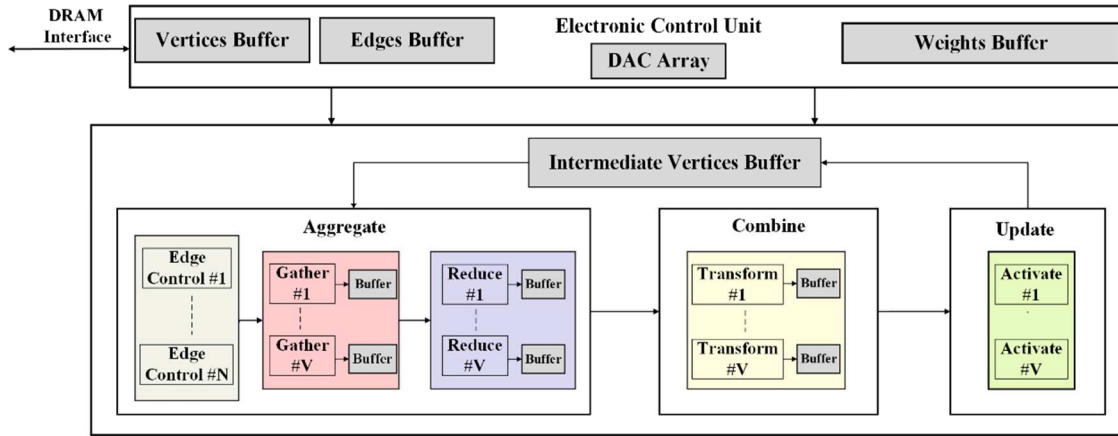 DRAM
Interface
Electronic Control Unit
Vertices Buffer
Edges Buffer
DAC Array
Weights Buffer
Intermediate Vertices Buffer
Aggregate
Edge
Control #1
Edge
Control #N
Gather
#1
Buffer
Gather
#V
Buffer
Reduce
#1
Buffer
Reduce
#V
Buffer
Combine
Transform
#1
Buffer
Transform
#V
Buffer
Update
Activate
#1
Activate
#V